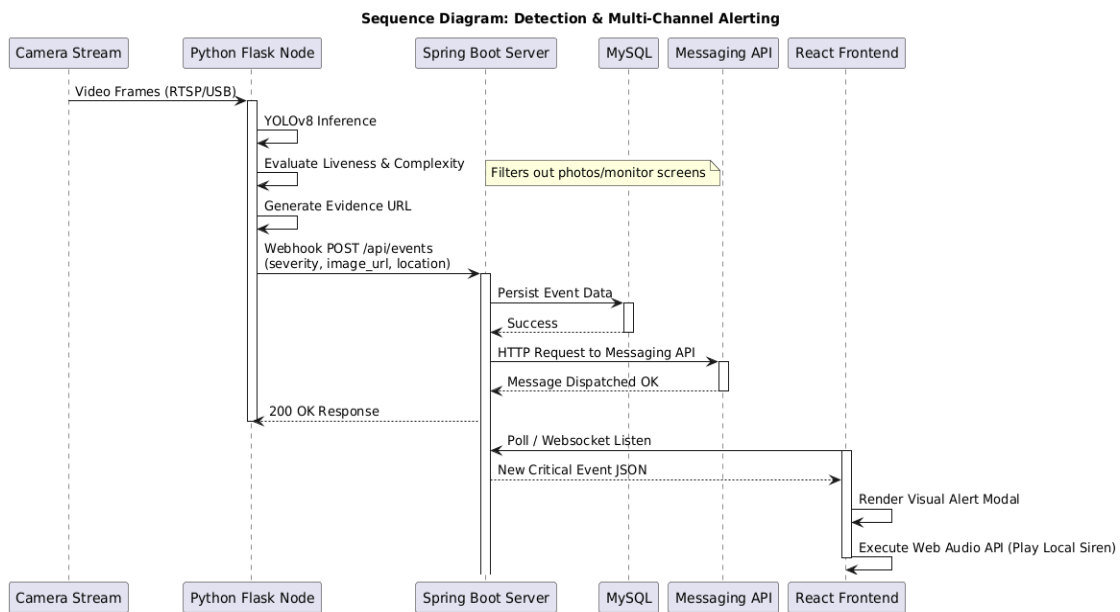 Sequence Diagram: Detection & Multi-Channel Alerting
Camera Stream
Python Flask Node
Spring Boot Server
MySQL
Messaging API
React Frontend
Video Frames (RTSP/USB)
YOLOv8 Inference
Evaluate Liveness & Complexity
Filters out photos/monitor screens
Generate Evidence URL
Webhook POST /api/events
(severity, image_url, location)
Persist Event Data
Success
HTTP Request to Messaging API
Message Dispatched OK
200 OK Response
Poll / Websocket Listen
New Critical Event JSON
Render Visual Alert Modal
Execute Web Audio API (Play Local Siren)
Camera Stream
Python Flask Node
Spring Boot Server
MySQL
Messaging API
React Frontend